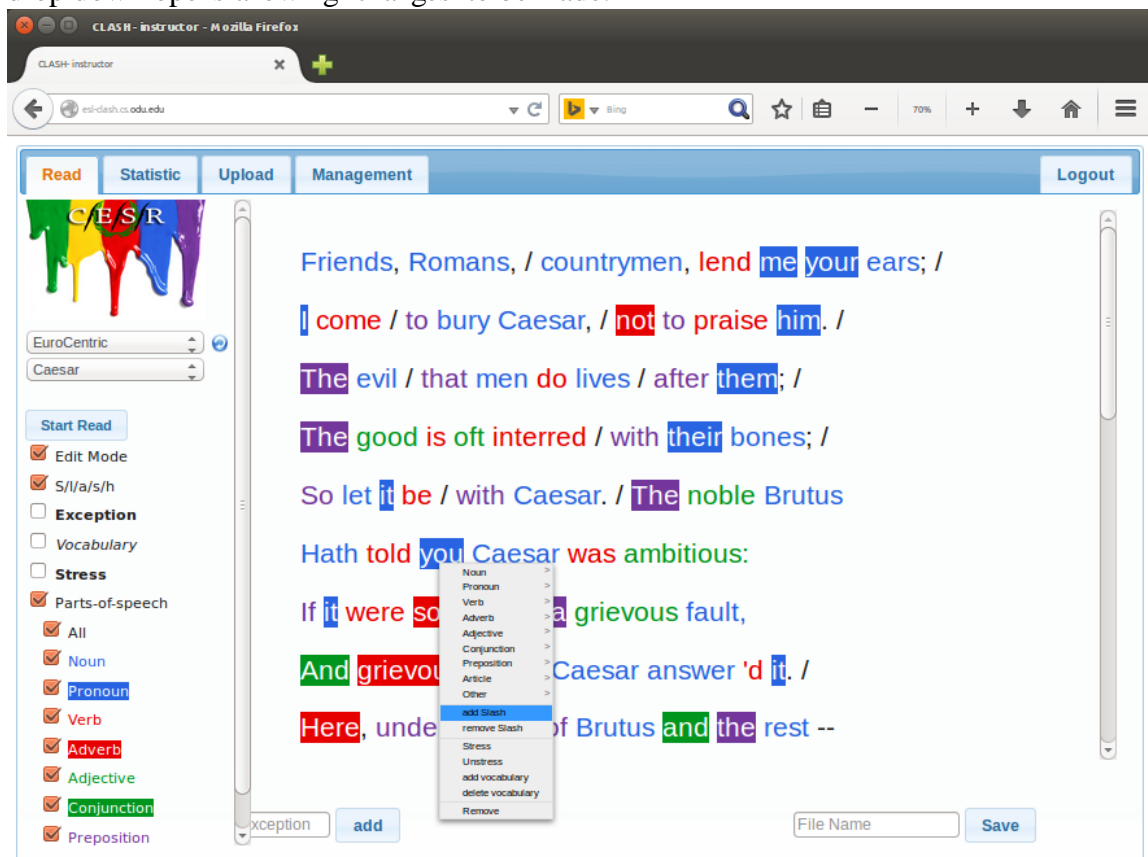 CLASH- instructor - Mozilla Firefox
CLASH- instructor
esl-clash.cs.odu.edu
Bing
70%
Read Statistic Upload Management Logout
C/E/S/R
EuroCentric
Caesar
Start Read
Edit Mode
S/l/a/s/h
Exception
Vocabulary
Stress
Parts-of-speech
All
Noun
Pronoun
Verb
Adverb
Adjective
Conjunction
Preposition
Friends, Romans, / countrymen, lend me your ears; /
I come / to bury Caesar, / not to praise him. /
The evil / that men do lives / after them; /
The good is oft interred / with their bones; /
So let it be / with Caesar. / The noble Brutus
Hath told you Caesar was ambitious:
If it were so a grievous fault,
And Caesar answer 'd it. /
Here, of Brutus and the rest --
Noun >
Pronoun >
Verb >
Adverb >
Adjective >
Conjunction >
Preposition >
Article >
Other >
add Slash
remove Slash
Stress
Unstress
add vocabulary
delete vocabulary
Remove
xception add File Name Save